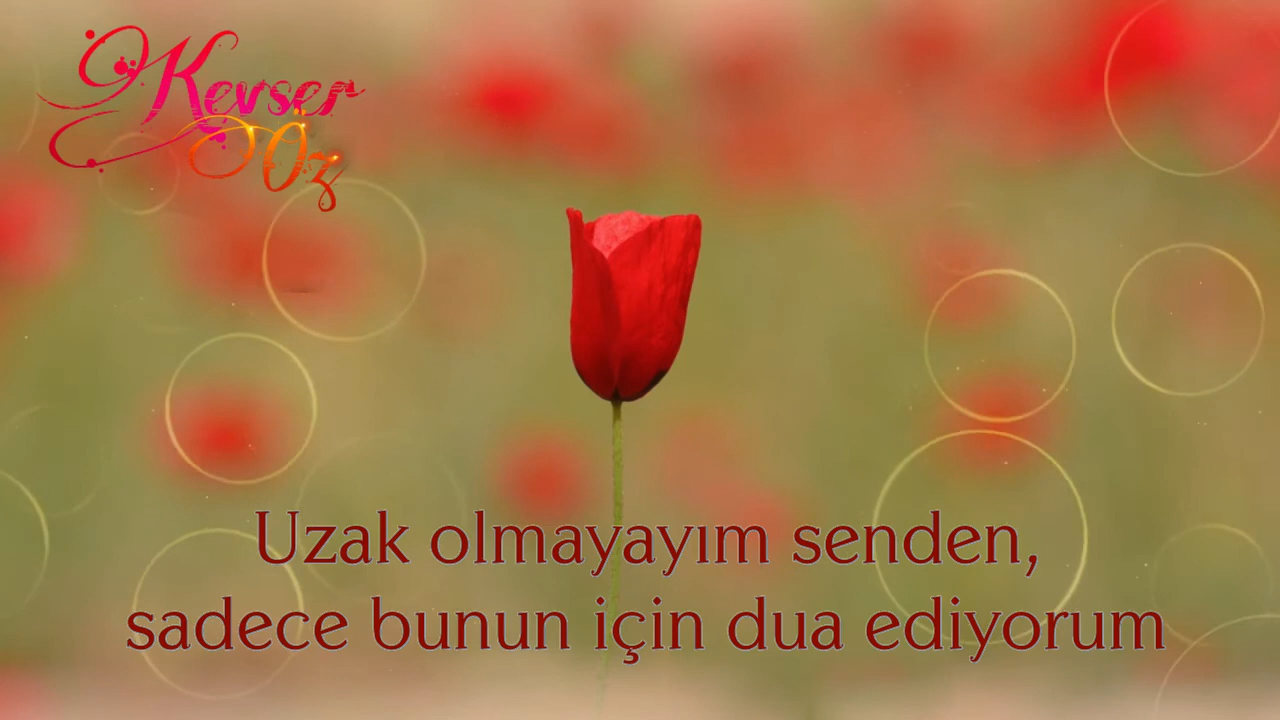 Kevser
Öz
Uzak olmayayım senden,
sadece bunun için dua ediyorum